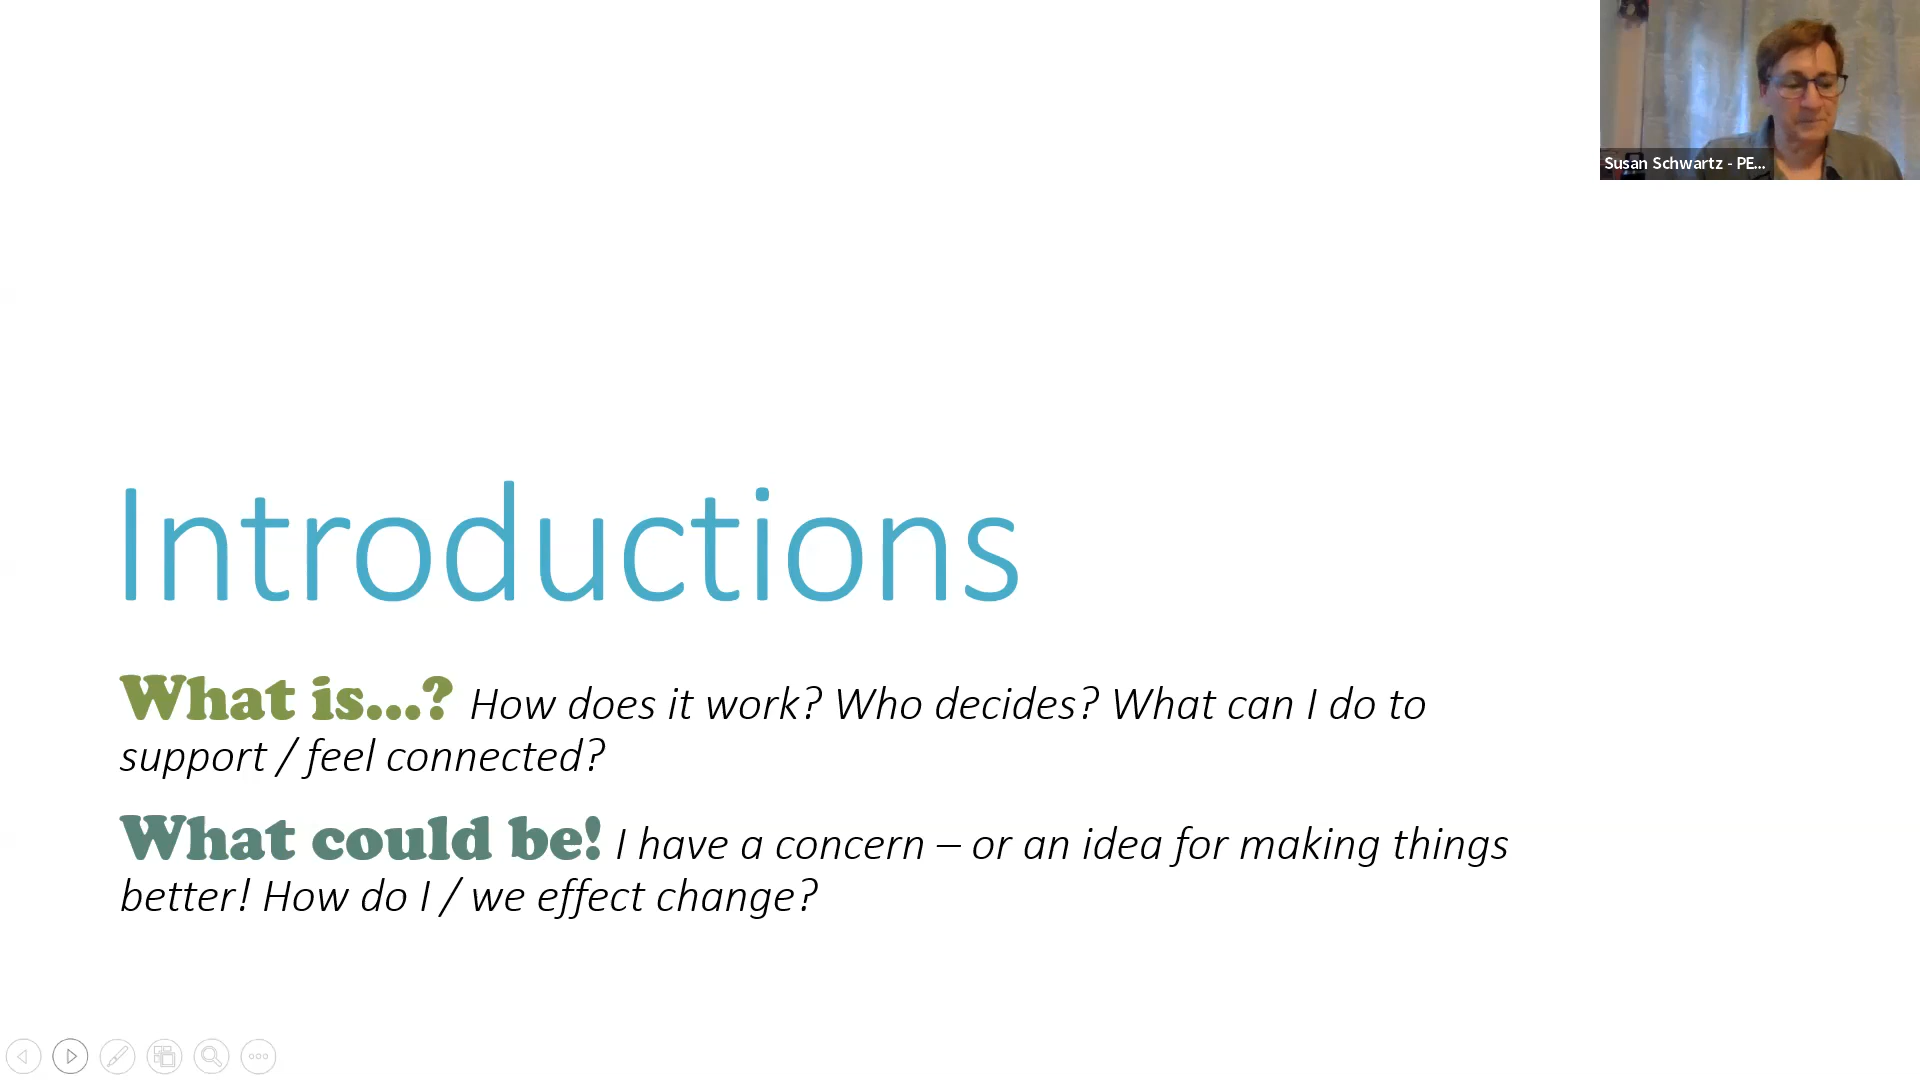 Susan Schwartz - PE...
Introductions
What is...? How does it work? Who decides? What can I do to
support / feel connected?
What could be! I have a concern – or an idea for making things
better! How do I / we effect change?